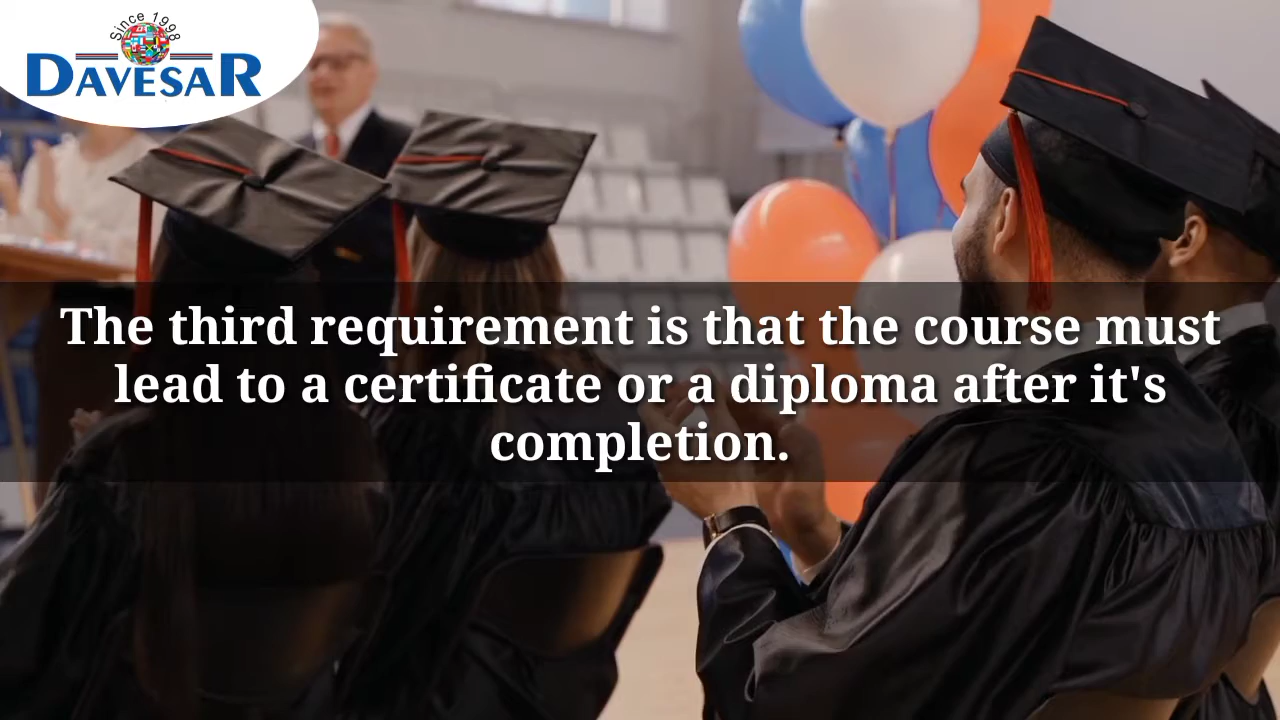 Since 1998
DAVESAR
The third requirement is that the course must
lead to a certificate or a diploma after it's
completion.